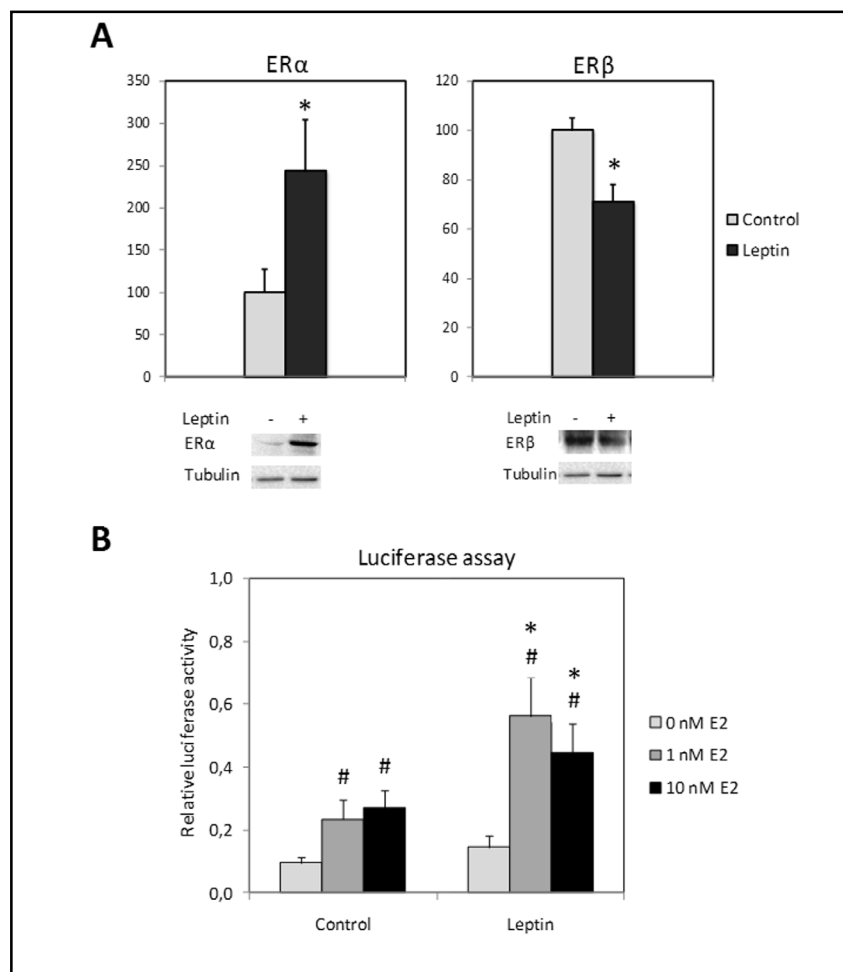 A
ERα
350
300
250
200
150
100
50
0
*
Leptin - +
ERα
Tubulin
ERβ
120
100
80
60
40
20
0
*
Leptin - +
ERβ
Tubulin
Control
Leptin
B
Luciferase assay
Relative luciferase activity
1,0
0,8
0,6
0,4
0,2
0,0
# #
*
#
*
#
Control Leptin
0 nM E2
1 nM E2
10 nM E2